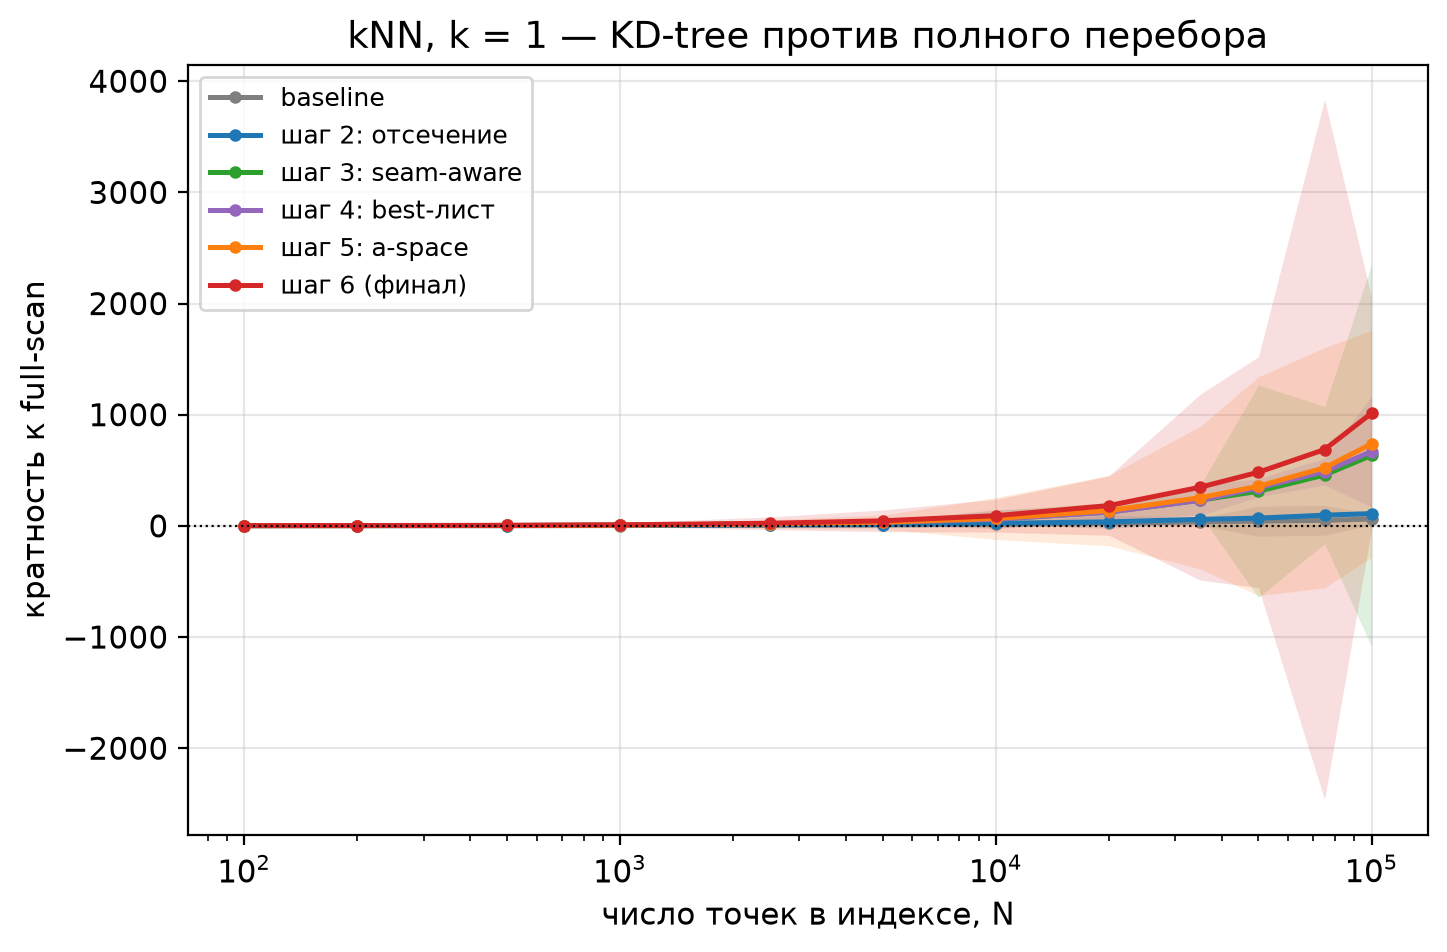 kNN, k = 1 — KD-tree против полного перебора
кратность к full-scan
4000
3000
2000
1000
0
−1000
−2000
baseline
шаг 2: отсечение
шаг 3: seam-aware
шаг 4: best-лист
шаг 5: a-space
шаг 6 (финал)
10² 10³ 10⁴ 10⁵
число точек в индексе, N